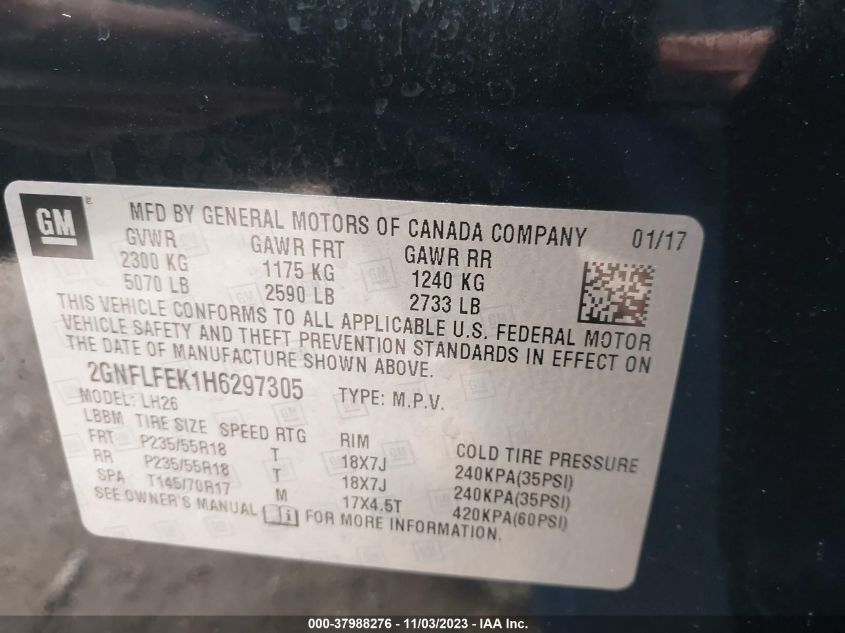 GM ®
MFD BY GENERAL MOTORS OF CANADA COMPANY 01/17
GVWR GAWR FRT GAWR RR
2300 KG 1175 KG 1240 KG
5070 LB 2590 LB 2733 LB
THIS VEHICLE CONFORMS TO ALL APPLICABLE U.S. FEDERAL MOTOR
VEHICLE SAFETY AND THEFT PREVENTION STANDARDS IN EFFECT ON
THE DATE OF MANUFACTURE SHOWN ABOVE.
2GNFLFEK1H6297305 TYPE: M.P.V.
MODEL: LH26
LBBM TIRE SIZE SPEED RTG RIM COLD TIRE PRESSURE
FRT P235/55R18 T 18X7J 240KPA(35PSI)
RR P235/55R18 T 18X7J 240KPA(35PSI)
SPA T145/70R17 M 17X4.5T 420KPA(60PSI)
SEE OWNER'S MANUAL i FOR MORE INFORMATION.
000-37988276 - 11/03/2023 - IAA Inc.